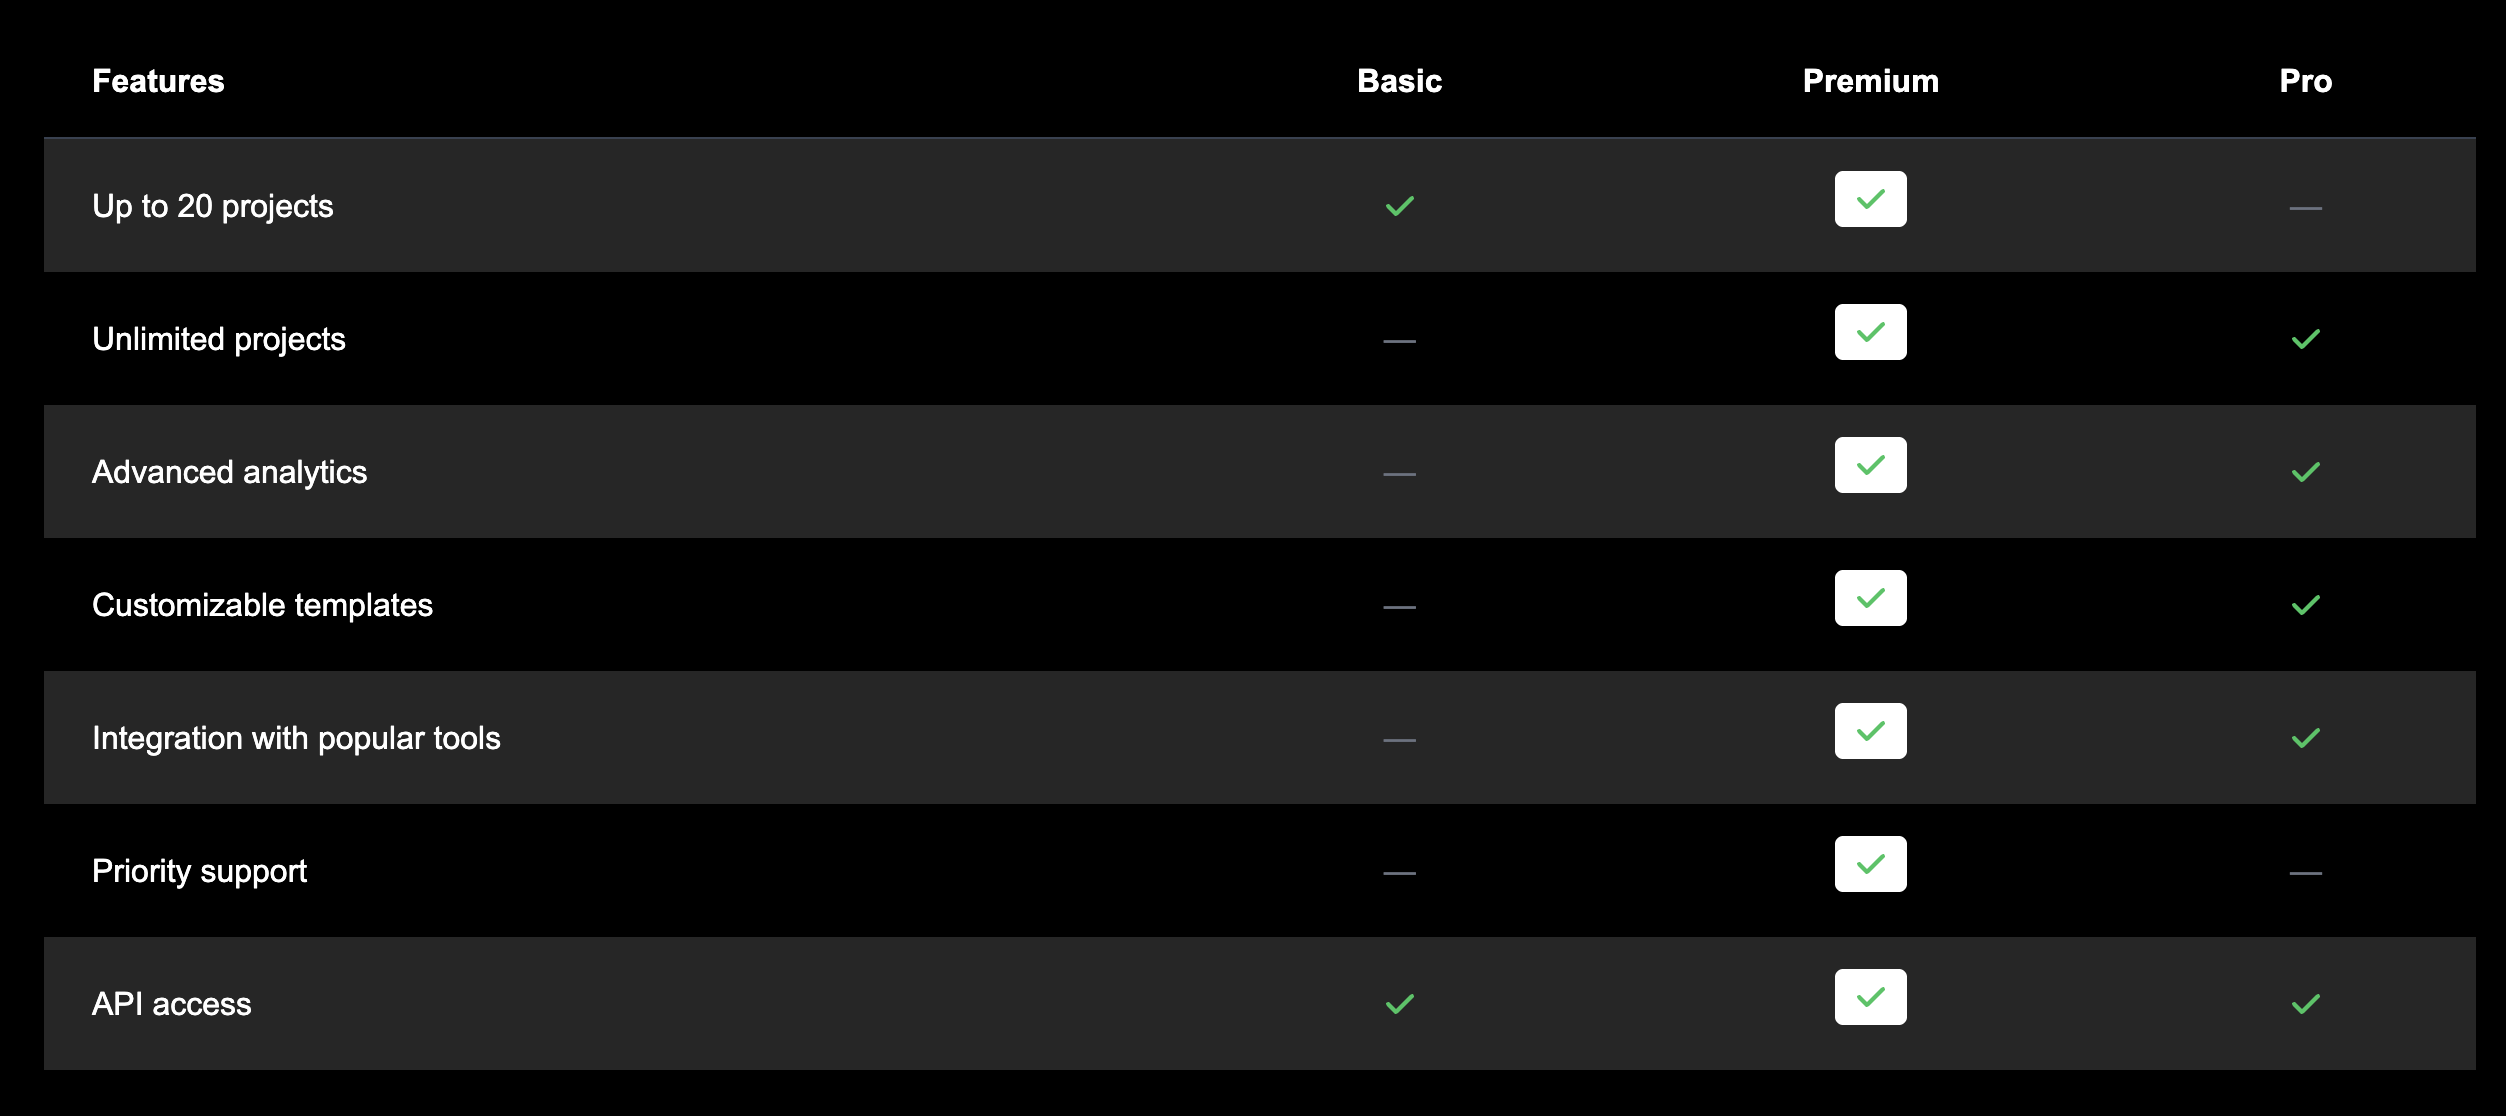 Features Basic Premium Pro
Up to 20 projects ✓ ✓ —
Unlimited projects — ✓ ✓
Advanced analytics — ✓ ✓
Customizable templates — ✓ ✓
Integration with popular tools — ✓ ✓
Priority support — ✓ —
API access ✓ ✓ ✓